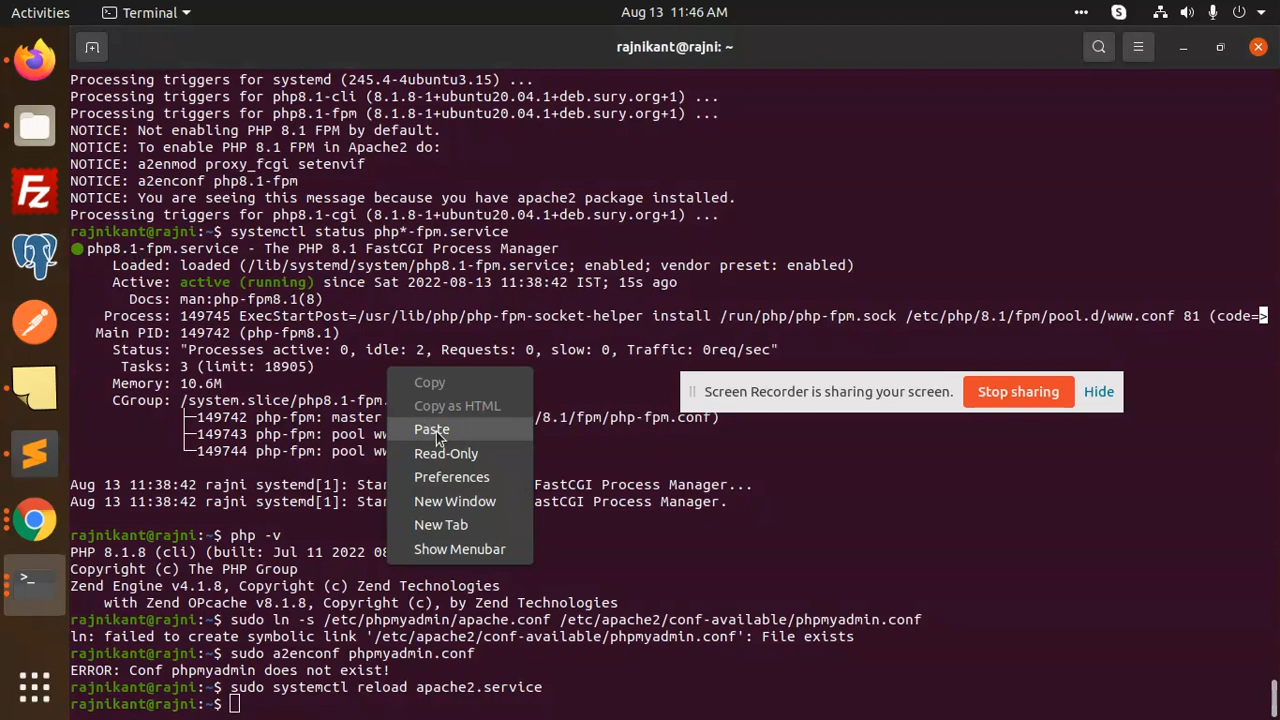 Activities
Terminal
Aug 13 11:46 AM
rajnikant@rajni: ~
Processing triggers for systemd (245.4-4ubuntu3.15) ...
Processing triggers for php8.1-cli (8.1.8-1+ubuntu20.04.1+deb.sury.org+1) ...
Processing triggers for php8.1-fpm (8.1.8-1+ubuntu20.04.1+deb.sury.org+1) ...
NOTICE: Not enabling PHP 8.1 FPM by default.
NOTICE: To enable PHP 8.1 FPM in Apache2 do:
NOTICE: a2enmod proxy_fcgi setenvif
NOTICE: a2enconf php8.1-fpm
NOTICE: You are seeing this message because you have apache2 package installed.
Processing triggers for php8.1-cgi (8.1.8-1+ubuntu20.04.1+deb.sury.org+1) ...
rajnikant@rajni:~$ systemctl status php*-fpm.service
php8.1-fpm.service - The PHP 8.1 FastCGI Process Manager
Loaded: loaded (/lib/systemd/system/php8.1-fpm.service; enabled; vendor preset: enabled)
Active: active (running) since Sat 2022-08-13 11:38:42 IST; 15s ago
Docs: man:php-fpm8.1(8)
Process: 149745 ExecStartPost=/usr/lib/php/php-fpm-socket-helper install /run/php/php-fpm.sock /etc/php/8.1/fpm/pool.d/www.conf 81 (code=>
Main PID: 149742 (php-fpm8.1)
Status: "Processes active: 0, idle: 2, Requests: 0, slow: 0, Traffic: 0req/sec"
Tasks: 3 (limit: 18905)
Memory: 10.6M
CGroup: /system.slice/php8.1-fpm.
├─149742 php-fpm: master /8.1/fpm/php-fpm.conf)
├─149743 php-fpm: pool ww
└─149744 php-fpm: pool ww
Aug 13 11:38:42 rajni systemd[1]: Star FastCGI Process Manager...
Aug 13 11:38:42 rajni systemd[1]: Star astCGI Process Manager.
rajnikant@rajni:~$ php -v
PHP 8.1.8 (cli) (built: Jul 11 2022 08
Copyright (c) The PHP Group
Zend Engine v4.1.8, Copyright (c) Zend Technologies
with Zend OPcache v8.1.8, Copyright (c), by Zend Technologies
rajnikant@rajni:~$ sudo ln -s /etc/phpmyadmin/apache.conf /etc/apache2/conf-available/phpmyadmin.conf
ln: failed to create symbolic link '/etc/apache2/conf-available/phpmyadmin.conf': File exists
rajnikant@rajni:~$ sudo a2enconf phpmyadmin.conf
ERROR: Conf phpmyadmin does not exist!
rajnikant@rajni:~$ sudo systemctl reload apache2.service
rajnikant@rajni:~$
Copy
Copy as HTML
Paste
Read-Only
Preferences
New Window
New Tab
Show Menubar
Screen Recorder is sharing your screen.
Stop sharing
Hide
Fz
S
>_